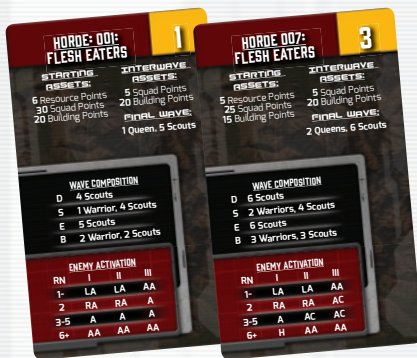 HORDE: 001:
FLESH EATERS
1
STARTING
ASSETS:
6 Resource Points
30 Squad Points
20 Building Points
INTERWAVE
ASSETS:
5 Squad Points
20 Building Points
FINAL WAVE:
1 Queen, 5 Scouts
WAVE COMPOSITION
D 4 Scouts
S 1 Warrior, 4 Scouts
E 5 Scouts
B 2 Warrior, 2 Scouts
ENEMY ACTIVATION
RN I II III
1- LA LA AA
2 RA RA A
3-5 A A A
6+ AA AA AA
HORDE 007:
FLESH EATERS
3
STARTING
ASSETS:
5 Resource Points
25 Squad Points
15 Building Points
INTERWAVE
ASSETS:
5 Squad Points
20 Building Points
FINAL WAVE:
2 Queens, 6 Scouts
WAVE COMPOSITION
D 6 Scouts
S 2 Warriors, 4 Scouts
E 6 Scouts
B 3 Warriors, 3 Scouts
ENEMY ACTIVATION
RN I II III
1- LA LA AA
2 RA RA AC
3-5 A AC AC
6+ H AA AA